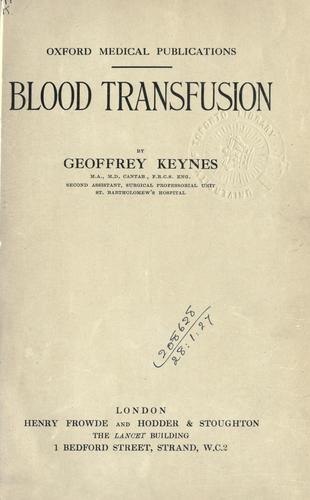 OXFORD MEDICAL PUBLICATIONS
BLOOD TRANSFUSION
BY
GEOFFREY KEYNES
M.A., M.D. CANTAB., F.R.C.S. ENG.
SECOND ASSISTANT, SURGICAL PROFESSORIAL UNIT
ST. BARTHOLOMEW'S HOSPITAL
208628
28:1:27
LONDON
HENRY FROWDE AND HODDER & STOUGHTON
THE LANCET BUILDING
1 BEDFORD STREET, STRAND, W.C.2